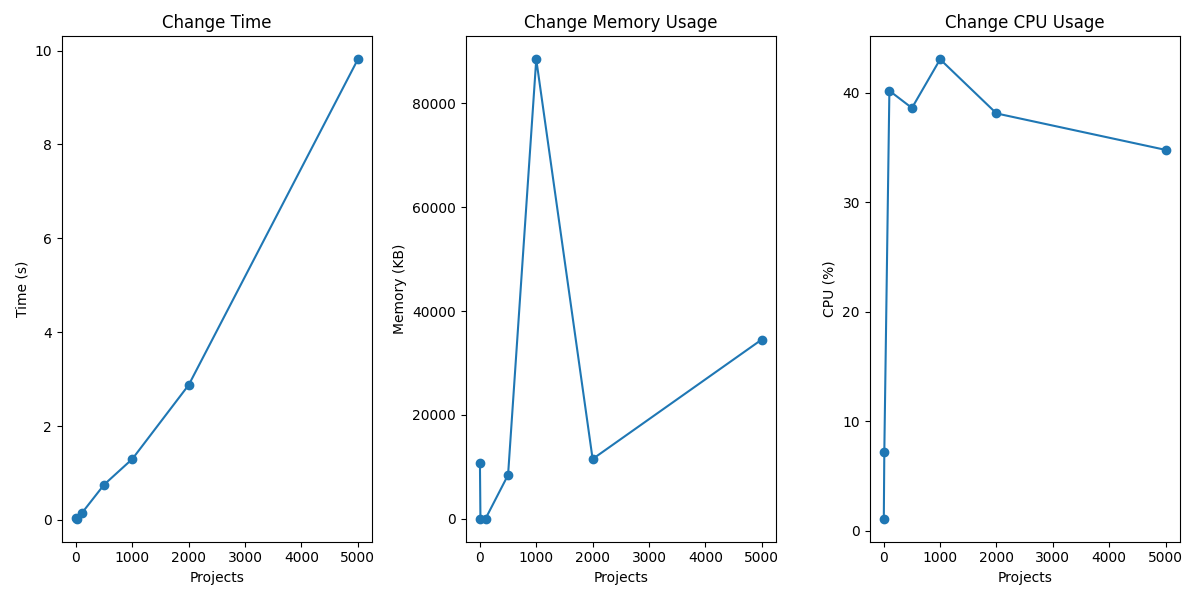 Change Time
Change Memory Usage
Change CPU Usage
Time (s)
10
8
6
4
2
0
0 1000 2000 3000 4000 5000
Projects
Memory (KB)
80000
60000
40000
20000
0
0 1000 2000 3000 4000 5000
Projects
CPU (%)
40
30
20
10
0
0 1000 2000 3000 4000 5000
Projects